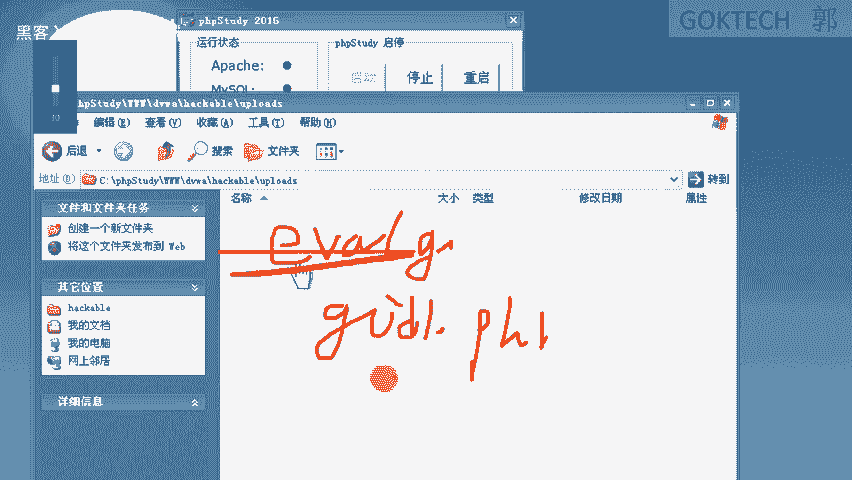 GOKTECH 郭
黑客
phpStudy 2016
运行状态
phpStudy 启停
Apache:
停止
重启
MySQL:
phpStudy\WWW\dvwa\hackable\uploads
编辑(E) 查看(V) 收藏(A) 工具(T) 帮助(H)
后退 搜索 文件夹
地址(D) C:\phpStudy\WWW\dvwa\hackable\uploads 转到
名称 大小 类型 修改日期 属性
文件和文件夹任务
创建一个新文件夹
将这个文件夹发布到 Web
其它位置
hackable
我的文档
我的电脑
网上邻居
详细信息